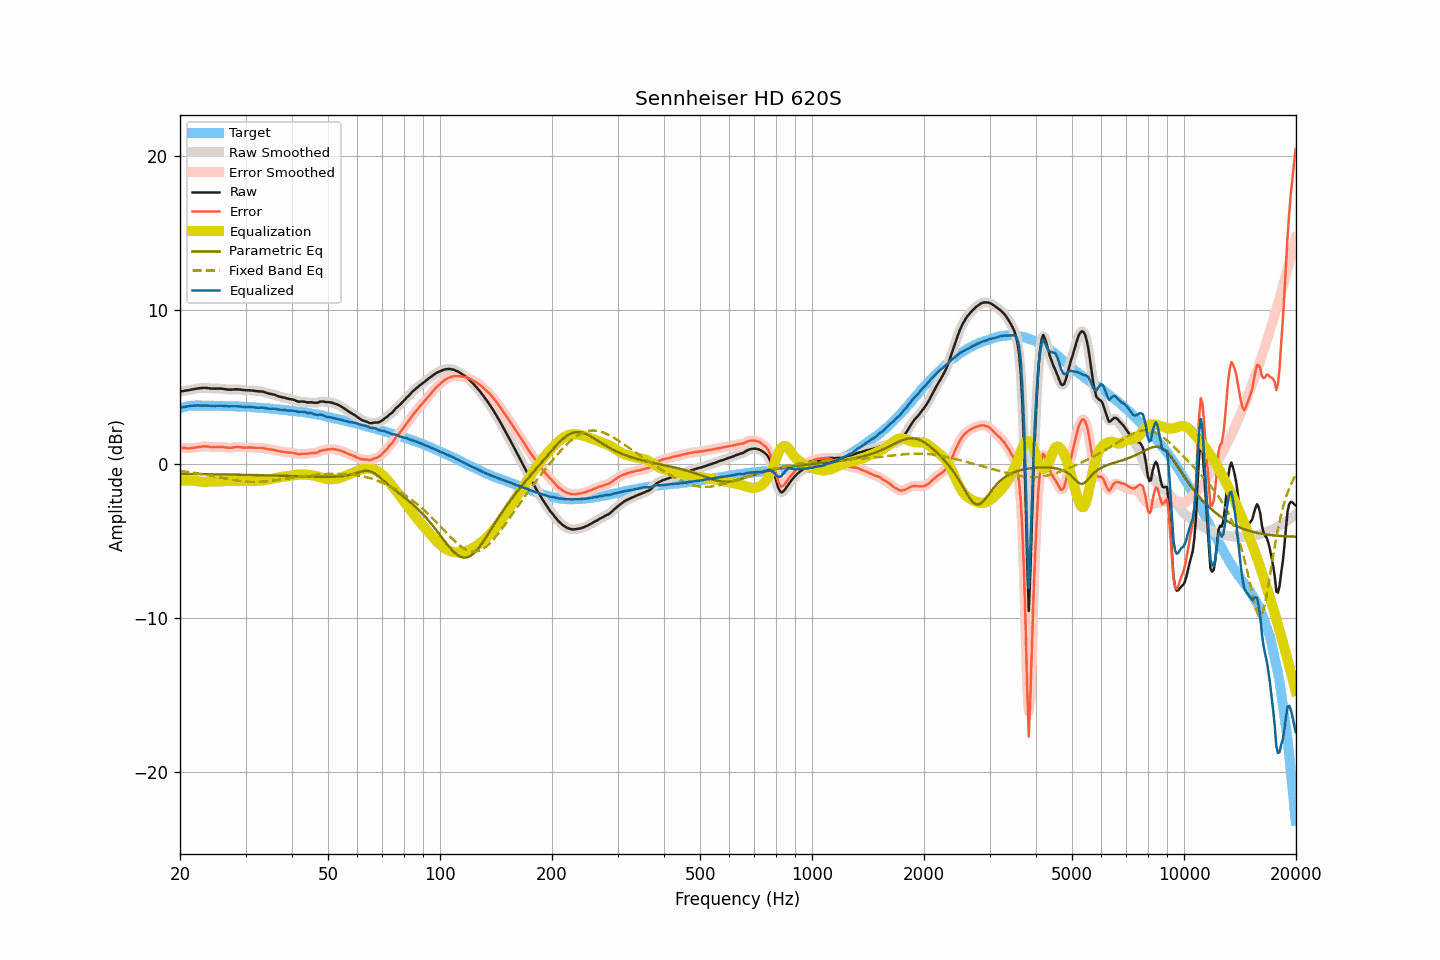 Sennheiser HD 620S
Target
Raw Smoothed
Error Smoothed
Raw
Error
Equalization
Parametric Eq
Fixed Band Eq
Equalized
Amplitude (dBr)
20
10
0
−10
−20
20 50 100 200 500 1000 2000 5000 10000 20000
Frequency (Hz)